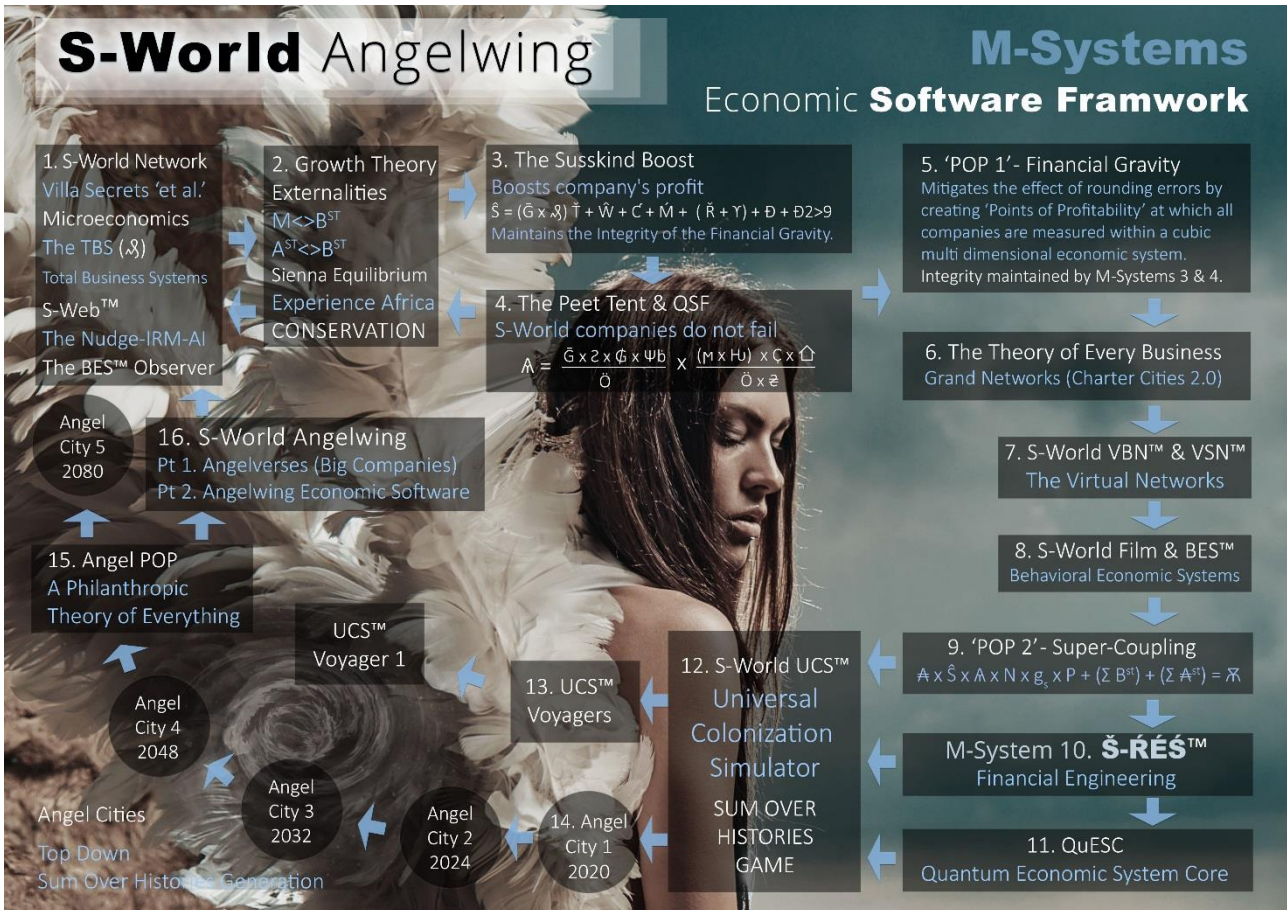 S-World Angelwing
M-Systems
Economic Software Framwork
1. S-World Network
Villa Secrets ‘et al.’
Microeconomics
The TBS (ਮ)
Total Business Systems
S-Web™
The Nudge-IRM-AI
The BES™ Observer
2. Growth Theory
Externalities
M<>Bˢᵀ
Aˢᵀ<>Bˢᵀ
Sienna Equilibrium
Experience Africa
CONSERVATION
3. The Susskind Boost
Boosts company's profit
Maintains the Integrity of the Financial Gravity.
4. The Peet Tent & QSF
S-World companies do not fail
5. ‘POP 1’- Financial Gravity
Mitigates the effect of rounding errors by
creating ‘Points of Profitability’ at which all
companies are measured within a cubic
multi dimensional economic system.
Integrity maintained by M-Systems 3 & 4.
6. The Theory of Every Business
Grand Networks (Charter Cities 2.0)
7. S-World VBN™ & VSN™
The Virtual Networks
8. S-World Film & BES™
Behavioral Economic Systems
9. ‘POP 2’- Super-Coupling
M-System 10. Š-ŔÉŚ™
Financial Engineering
11. QuESC
Quantum Economic System Core
12. S-World UCS™
Universal
Colonization
Simulator
SUM OVER
HISTORIES
GAME
13. UCS™
Voyagers
UCS™
Voyager 1
14. Angel
City 1
2020
Angel
City 2
2024
Angel
City 3
2032
Angel
City 4
2048
Angel Cities
Top Down
Sum Over Histories Generation
15. Angel POP
A Philanthropic
Theory of Everything
Angel
City 5
2080
16. S-World Angelwing
Pt 1. Angelverses (Big Companies)
Pt 2. Angelwing Economic Software